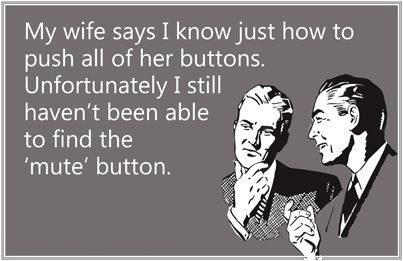 My wife says I know just how to
push all of her buttons.
Unfortunately I still
haven’t been able
to find the
‘mute’ button.